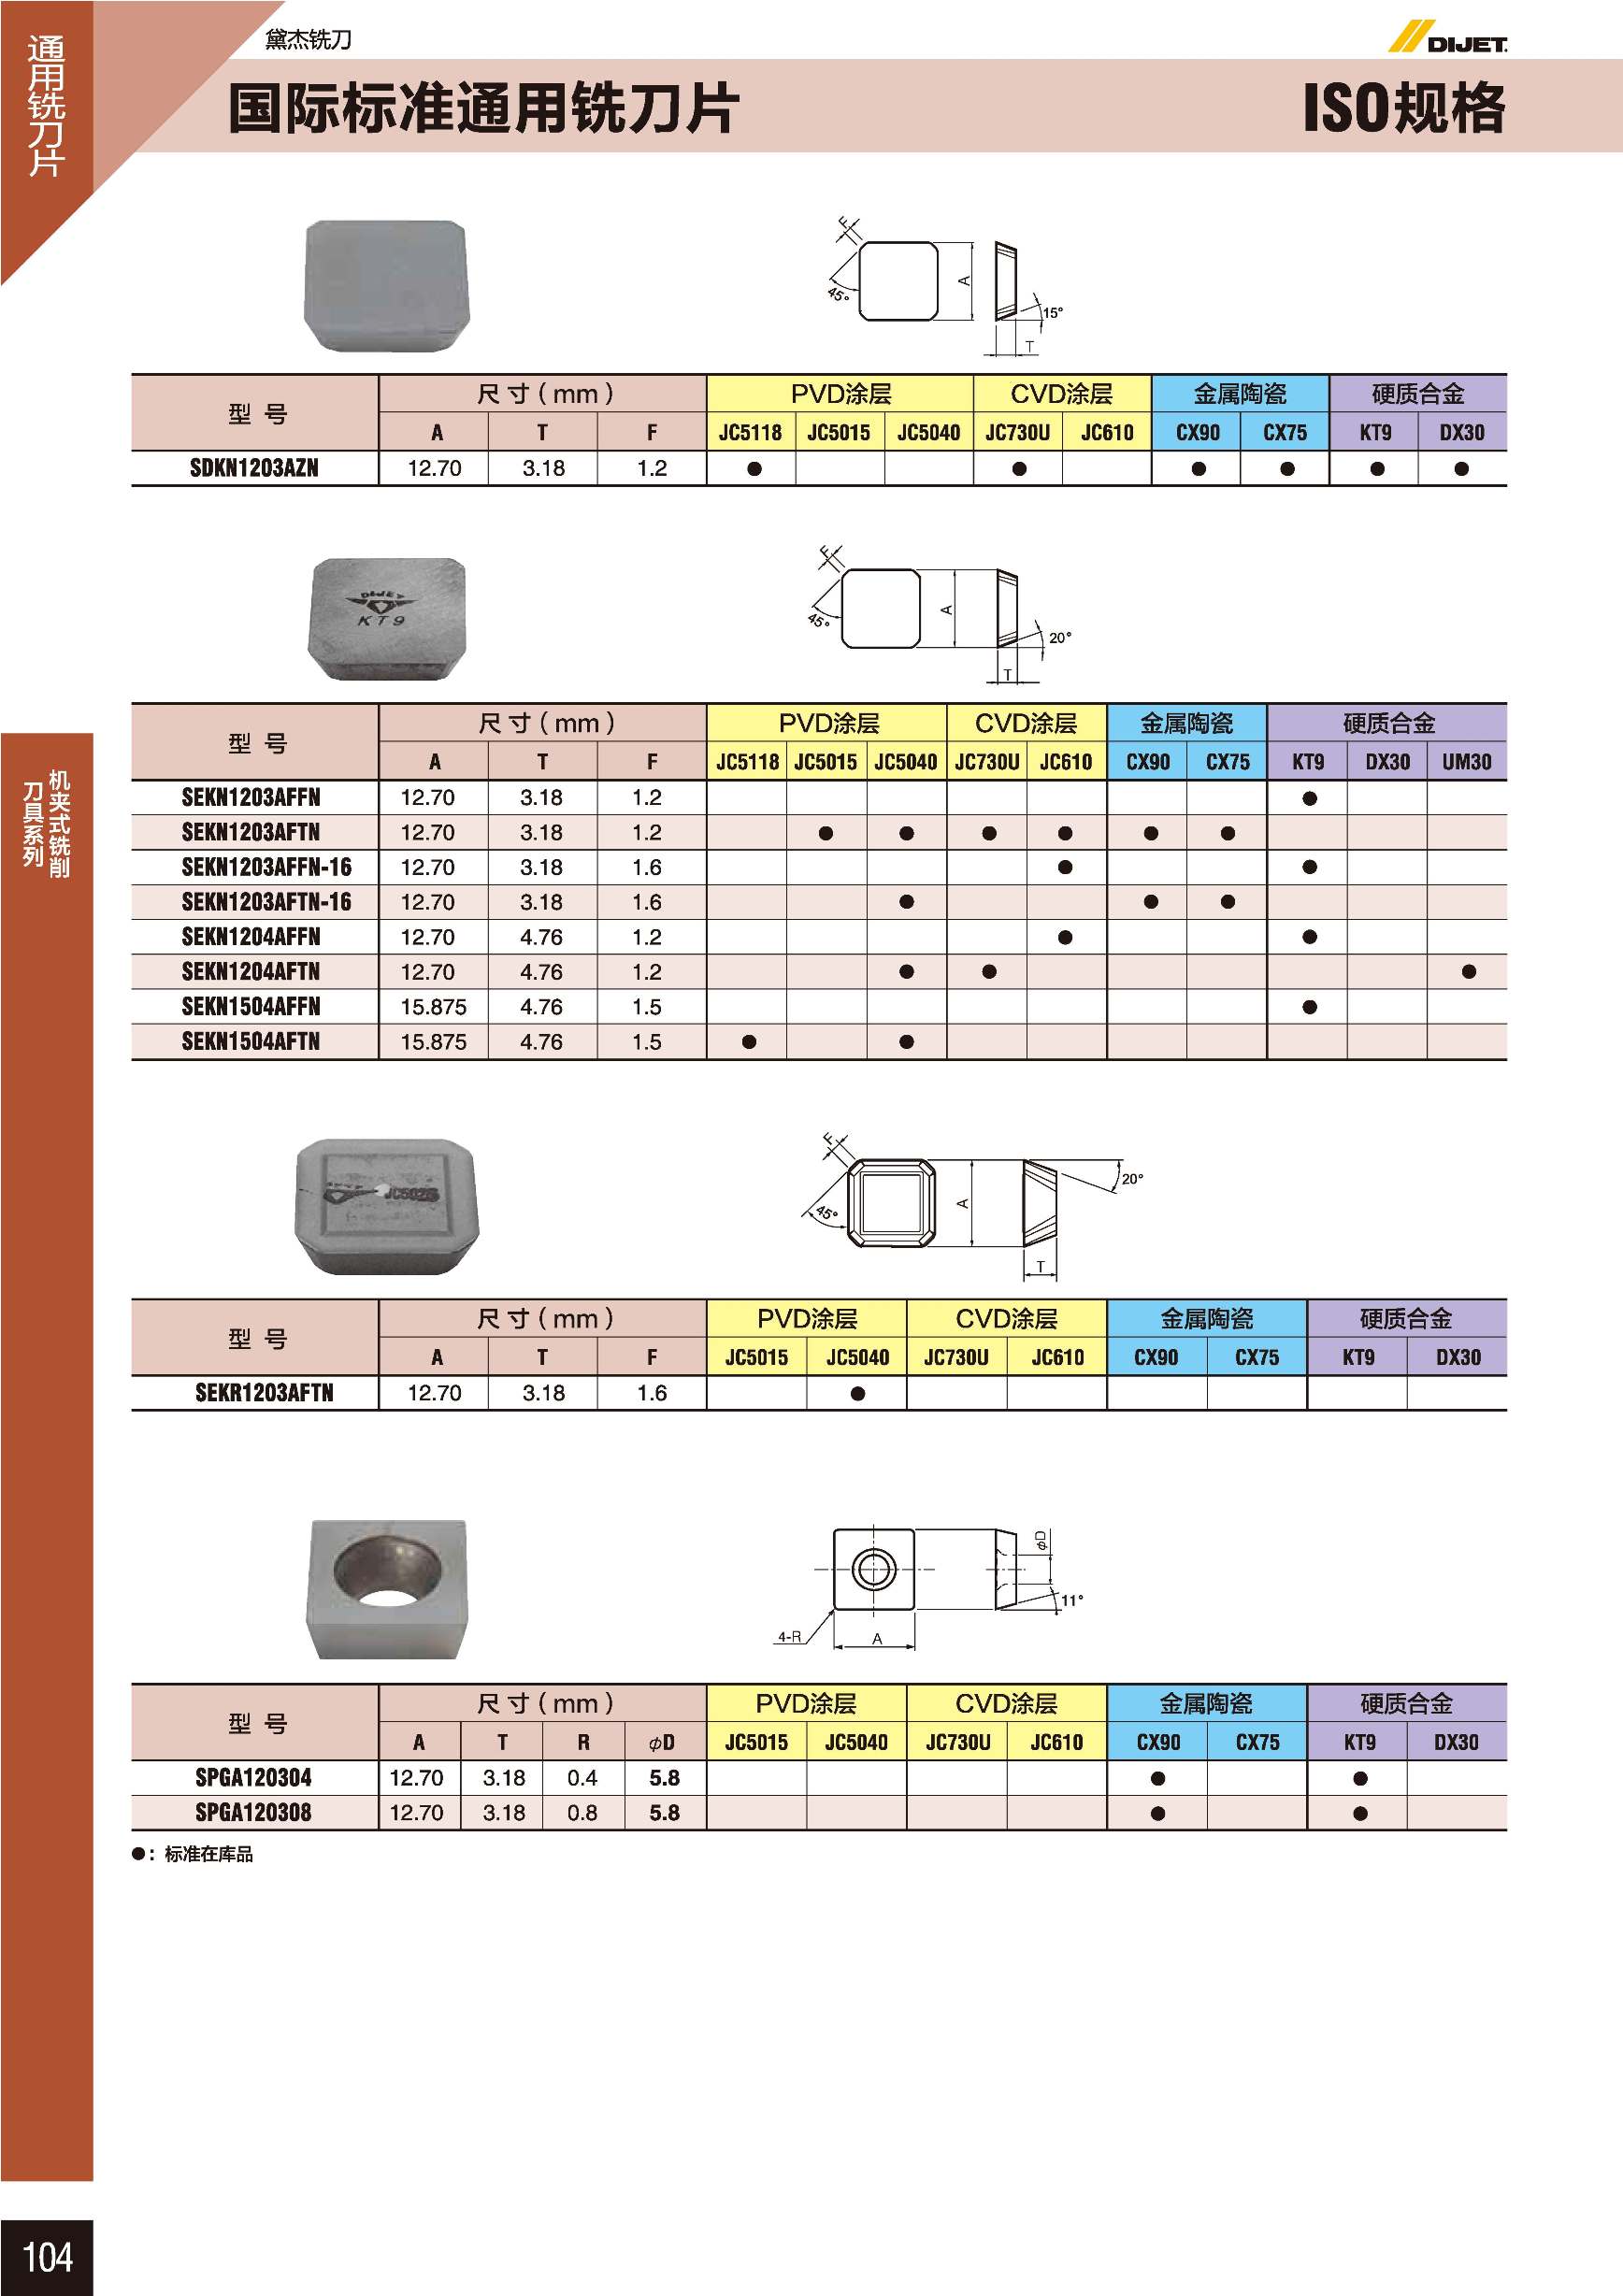 通用铣刀片
黛杰铣刀
DIJET
国际标准通用铣刀片 ISO规格
F
45°
A
15°
T
型 号 尺 寸 ( mm ) PVD涂层 CVD涂层 金属陶瓷 硬质合金
A T F JC5118 JC5015 JC5040 JC730U JC610 CX90 CX75 KT9 DX30
SDKN1203AZN 12.70 3.18 1.2 ● ● ● ● ● ●
DIJET
KT9
F
45°
A
20°
T
型 号 尺 寸 ( mm ) PVD涂层 CVD涂层 金属陶瓷 硬质合金
A T F JC5118 JC5015 JC5040 JC730U JC610 CX90 CX75 KT9 DX30 UM30
SEKN1203AFFN 12.70 3.18 1.2 ●
SEKN1203AFTN 12.70 3.18 1.2 ● ● ● ● ● ●
SEKN1203AFFN-16 12.70 3.18 1.6 ● ●
SEKN1203AFTN-16 12.70 3.18 1.6 ● ● ●
SEKN1204AFFN 12.70 4.76 1.2 ● ●
SEKN1204AFTN 12.70 4.76 1.2 ● ● ●
SEKN1504AFFN 15.875 4.76 1.5 ●
SEKN1504AFTN 15.875 4.76 1.5 ● ●
机夹式铣削
刀具系列
F
45°
A
20°
T
型 号 尺 寸 ( mm ) PVD涂层 CVD涂层 金属陶瓷 硬质合金
A T F JC5015 JC5040 JC730U JC610 CX90 CX75 KT9 DX30
SEKR1203AFTN 12.70 3.18 1.6 ●
φD
11°
4-R
A
型 号 尺 寸 ( mm ) PVD涂层 CVD涂层 金属陶瓷 硬质合金
A T R φD JC5015 JC5040 JC730U JC610 CX90 CX75 KT9 DX30
SPGA120304 12.70 3.18 0.4 5.8 ● ●
SPGA120308 12.70 3.18 0.8 5.8 ● ●
●: 标准在库品
104